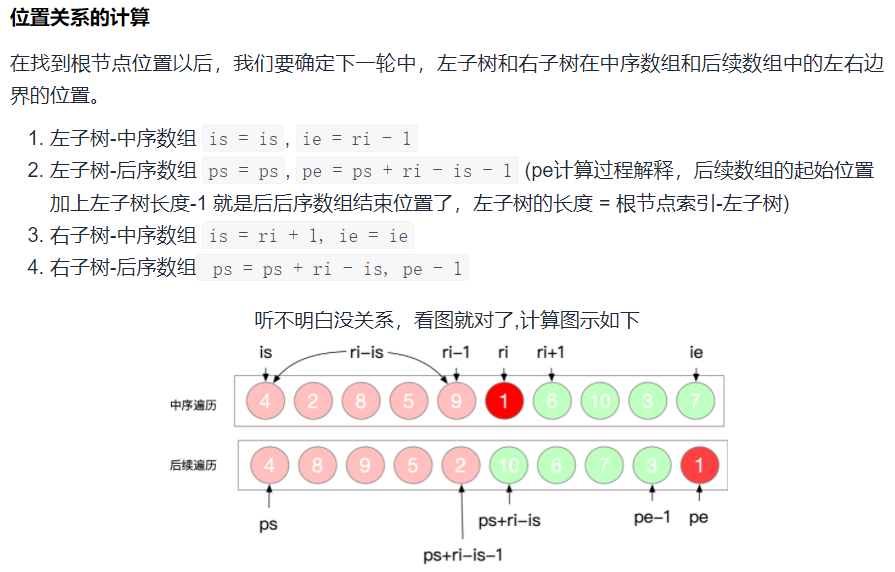 位置关系的计算
在找到根节点位置以后，我们要确定下一轮中，左子树和右子树在中序数组和后续数组中的左右边
界的位置。
1. 左子树-中序数组 is = is, ie = ri - 1
2. 左子树-后序数组 ps = ps, pe = ps + ri - is - 1 (pe计算过程解释，后续数组的起始位置
加上左子树长度-1 就是后后序数组结束位置了，左子树的长度 = 根节点索引-左子树)
3. 右子树-中序数组 is = ri + 1, ie = ie
4. 右子树-后序数组 ps = ps + ri - is, pe - 1
听不明白没关系，看图就对了,计算图示如下
is ri-is ri-1 ri ri+1 ie
中序遍历 4 2 8 5 9 1 6 10 3 7
后续遍历 4 8 9 5 2 10 6 7 3 1
ps ps+ri-is pe-1 pe
ps+ri-is-1